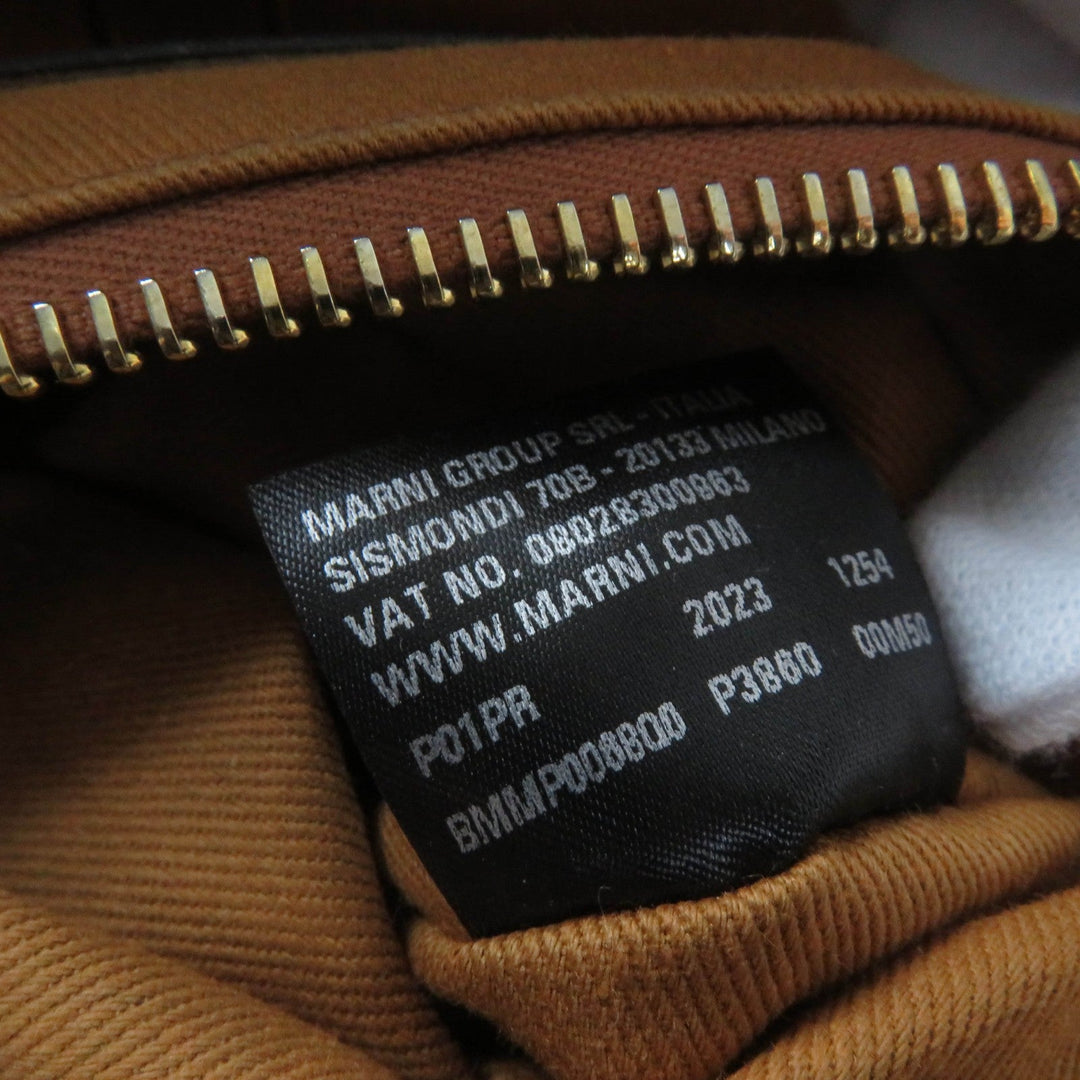 MARNI GROUP SRL - ITALIA
SISMONDI 70B - 20133 MILANO
VAT NO. 08028300963
WWW.MARNI.COM
P01PR 2023 1254
P3860 00M50